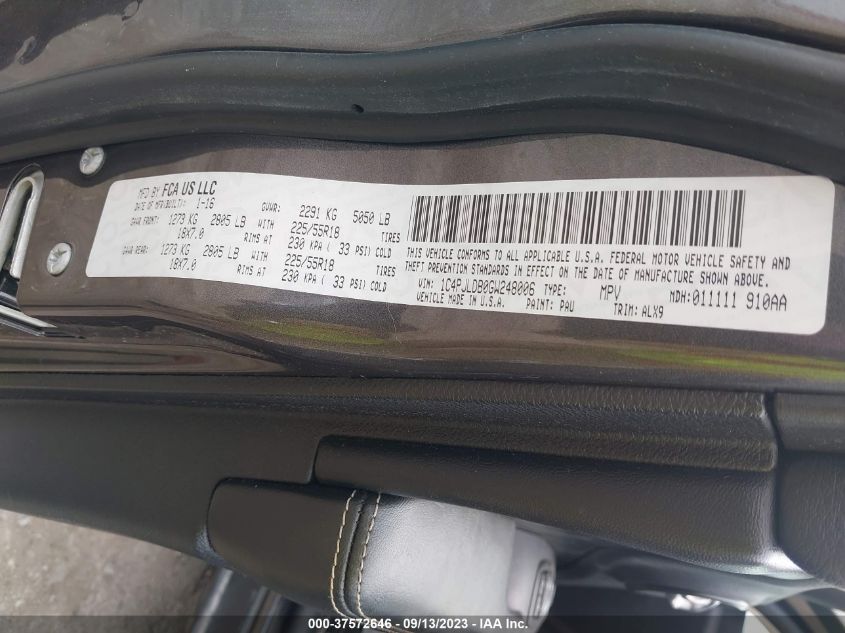 MFD BY FCA US LLC
DATE OF MFR(BUILT): 1-16
GVWR: 2291 KG 5050 LB
GAWR FRONT: 1273 KG 2805 LB WITH 225/55R18 TIRES
18X7.0 RIMS AT 230 KPA ( 33 PSI) COLD
GAWR REAR: 1273 KG 2805 LB WITH 225/55R18 TIRES
18X7.0 RIMS AT 230 KPA ( 33 PSI) COLD
THIS VEHICLE CONFORMS TO ALL APPLICABLE U.S.A. FEDERAL MOTOR VEHICLE SAFETY AND
THEFT PREVENTION STANDARDS IN EFFECT ON THE DATE OF MANUFACTURE SHOWN ABOVE.
VIN: 1C4PJLDB0GW248006 TYPE: MPV MDH:011111 910AA
VEHICLE MADE IN U.S.A. PAINT: PAU TRIM: ALX9
000-37572646 - 09/13/2023 - IAA Inc.